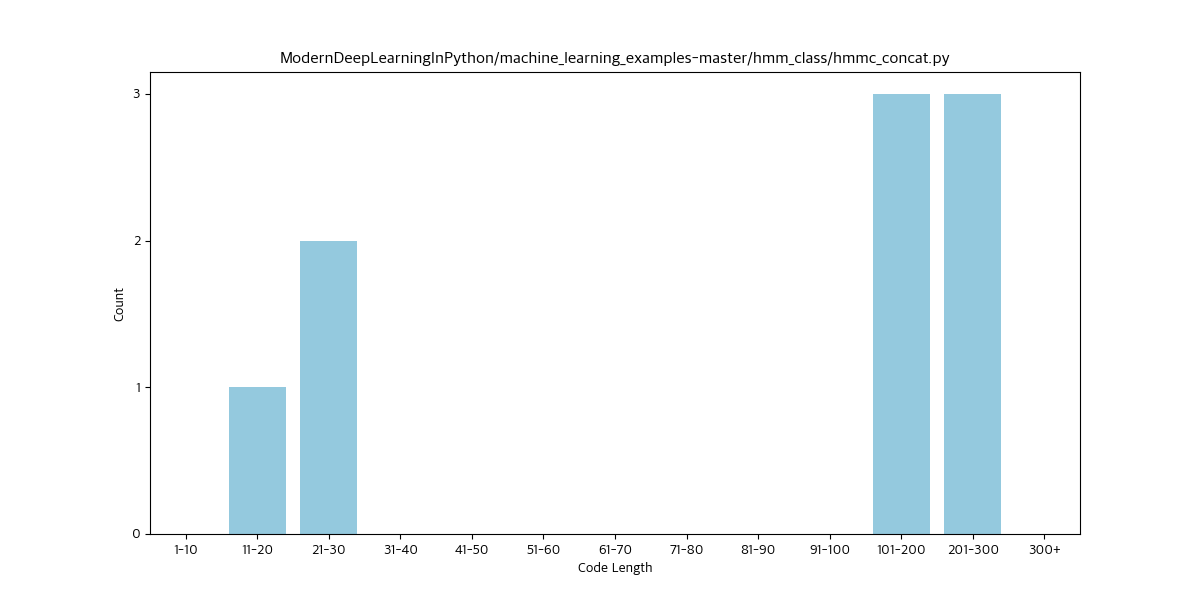 ModernDeepLearningInPython/machine_learning_examples-master/hmm_class/hmmc_concat.py
3
2
1
0
Count
1-10 11-20 21-30 31-40 41-50 51-60 61-70 71-80 81-90 91-100 101-200 201-300 300+
Code Length